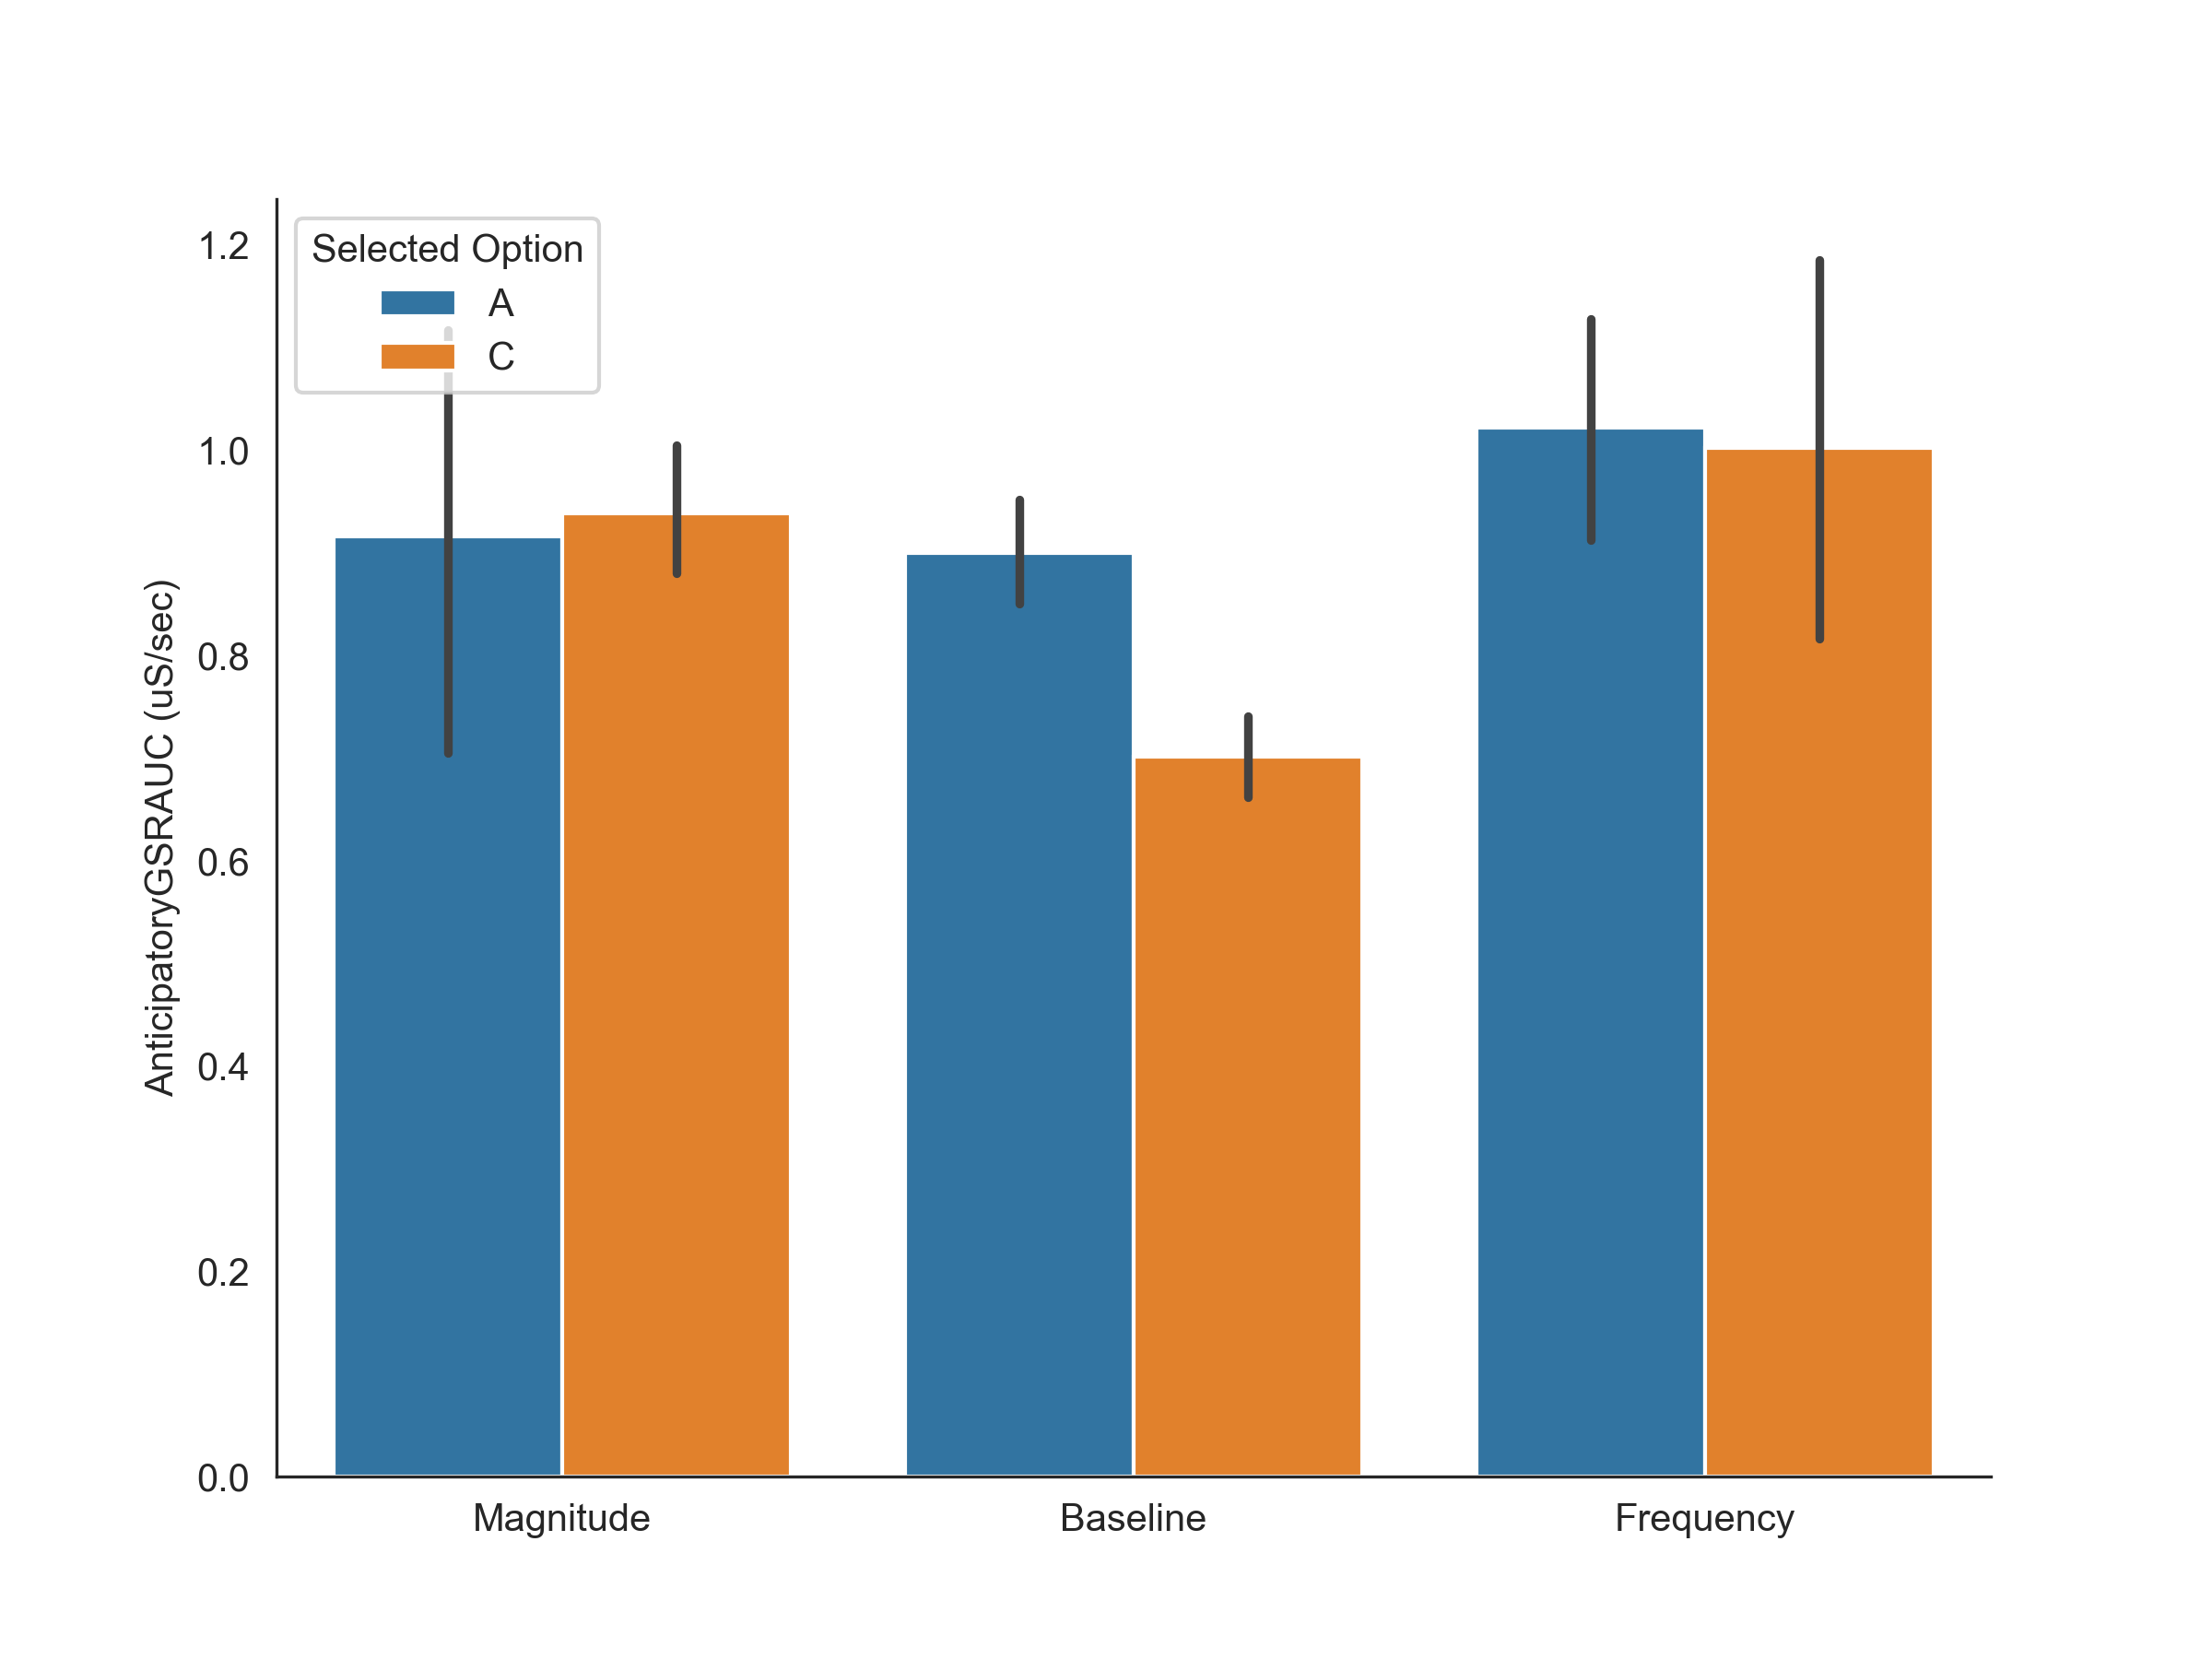 Selected Option
A
C
1.2
1.0
0.8
0.6
0.4
0.2
0.0
AnticipatoryGSRAUC (uS/sec)
Magnitude
Baseline
Frequency